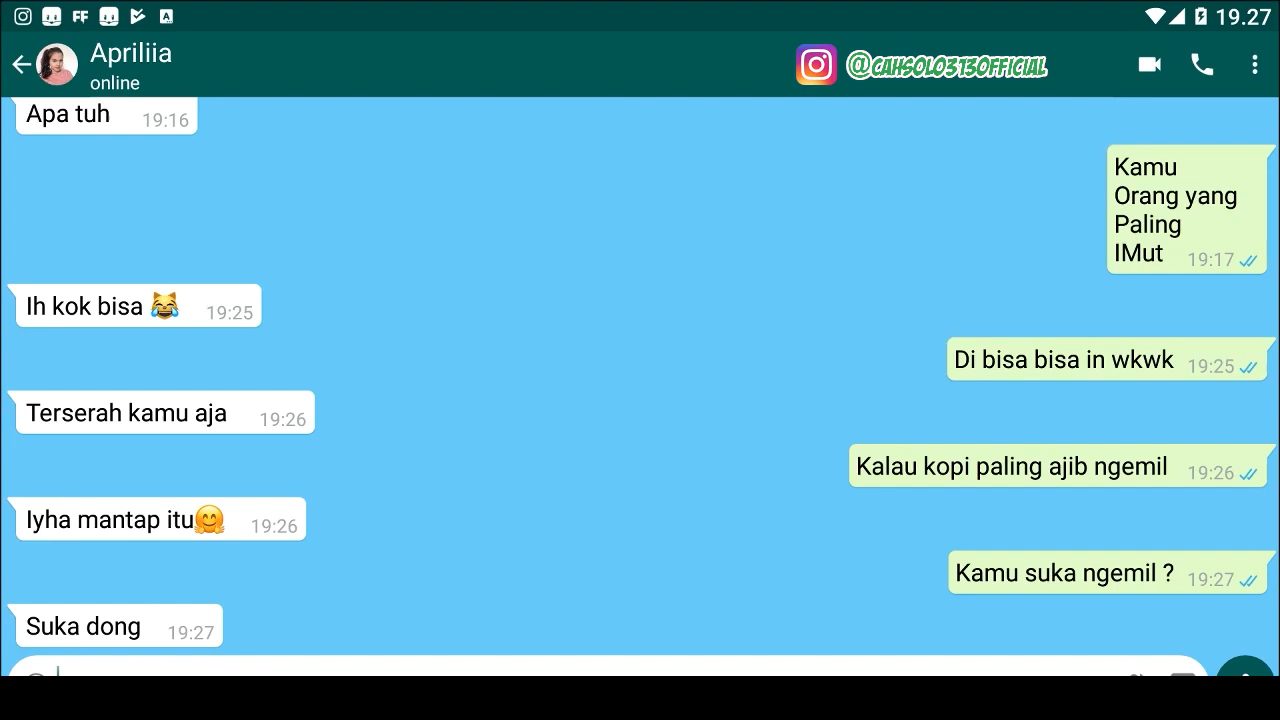 FF
19.27
Apriliia
online
@CAHSOLO313OFFICIAL
Apa tuh 19:16
Kamu
Orang yang
Paling
IMut 19:17
Ih kok bisa 😹 19:25
Di bisa bisa in wkwk 19:25
Terserah kamu aja 19:26
Kalau kopi paling ajib ngemil 19:26
Iyha mantap itu🤗 19:26
Kamu suka ngemil ? 19:27
Suka dong 19:27